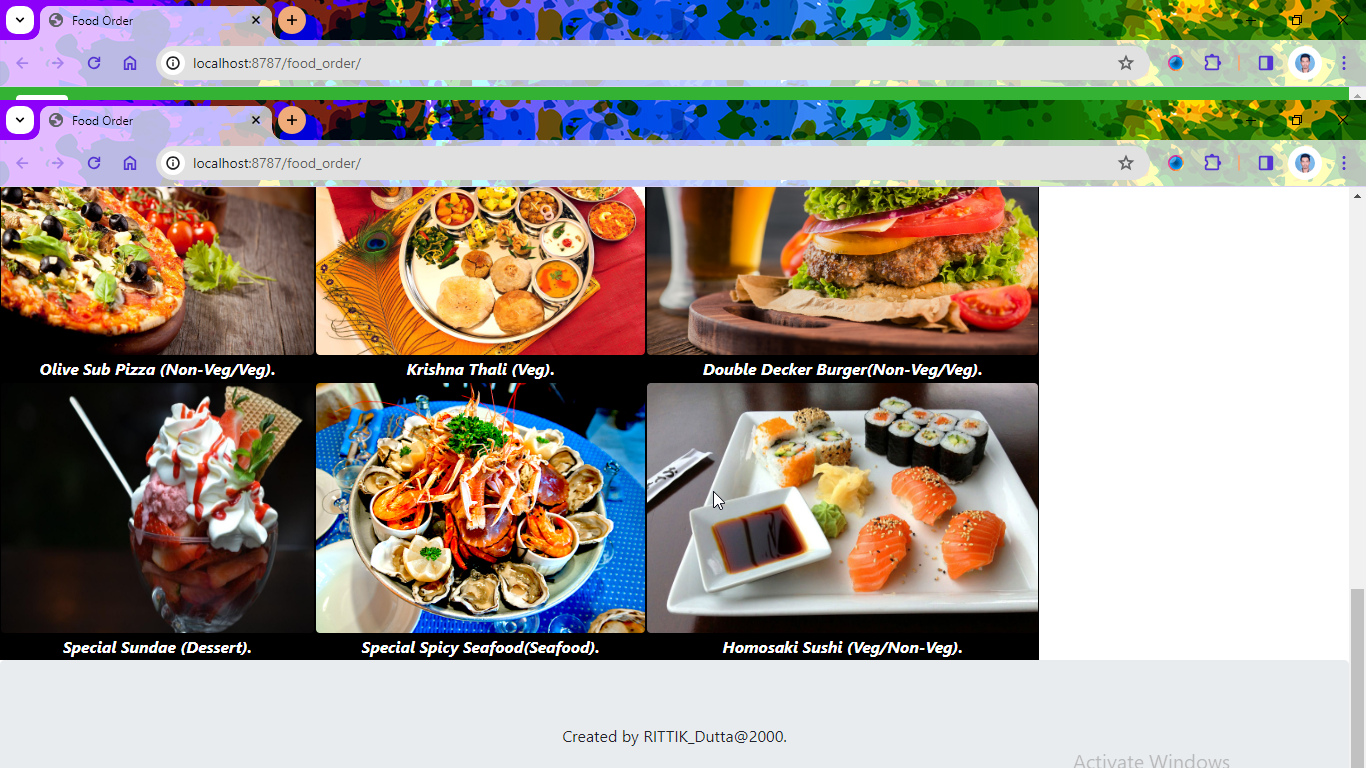 Food Order
localhost:8787/food_order/
Food Order
localhost:8787/food_order/
Olive Sub Pizza (Non-Veg/Veg). Krishna Thali (Veg). Double Decker Burger(Non-Veg/Veg).
Special Sundae (Dessert). Special Spicy Seafood(Seafood). Homosaki Sushi (Veg/Non-Veg).
Created by RITTIK_Dutta@2000.
Activate Windows